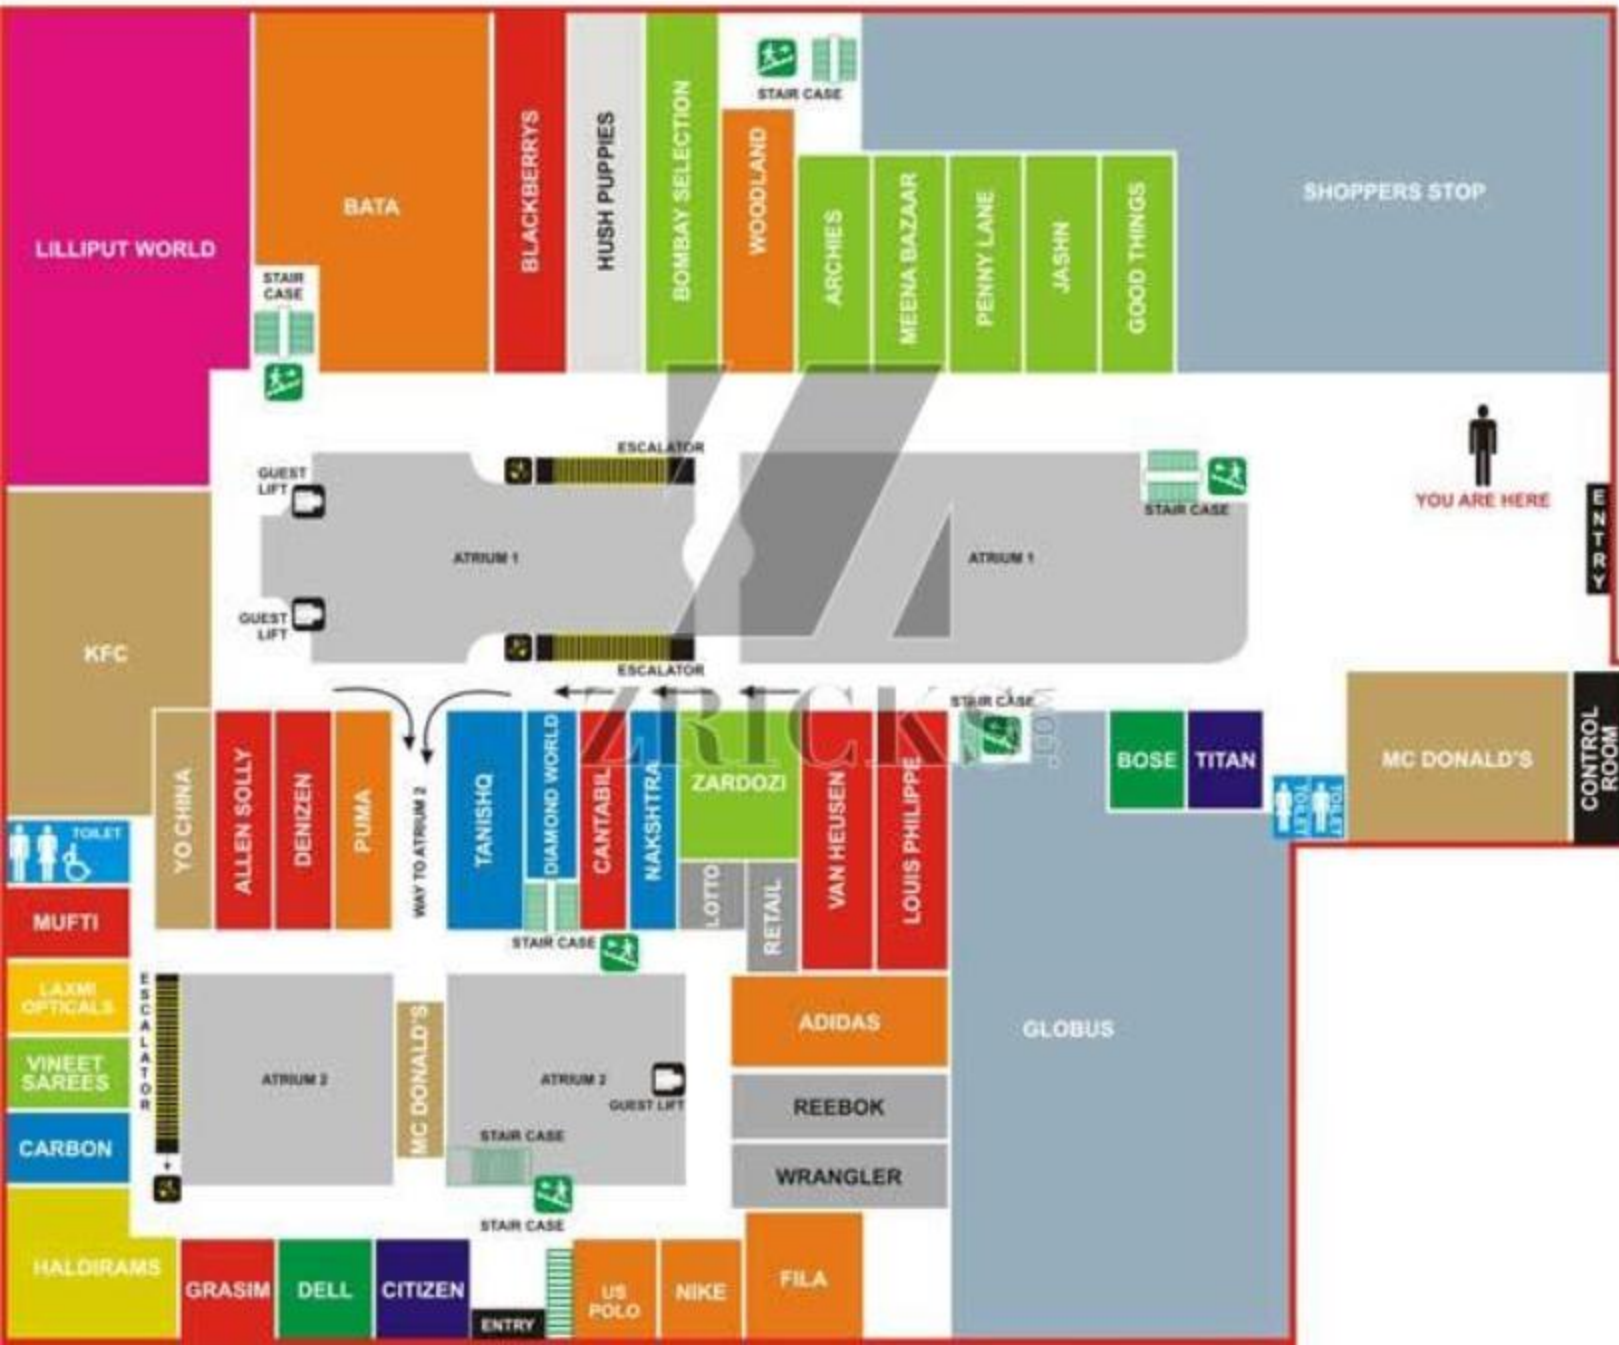 LILLIPUT WORLD
BATA
BLACKBERRYS
HUSH PUPPIES
BOMBAY SELECTION
WOODLAND
STAIR CASE
ARCHIES
MEENA BAZAAR
PENNY LANE
JASHN
GOOD THINGS
SHOPPERS STOP
STAIR
CASE
YOU ARE HERE
ENTRY
GUEST
LIFT
ESCALATOR
STAIR CASE
ATRIUM 1
ATRIUM 1
GUEST
LIFT
ESCALATOR
KFC
ZRICKS
.COM
STAIR CASE
YO CHINA
ALLEN SOLLY
DENIZEN
PUMA
WAY TO ATRIUM 2
TANISHQ
DIAMOND WORLD
CANTABIL
NAKSHTRA
ZARDOZI
LOTTO
RETAIL
VAN HEUSEN
LOUIS PHILIPPE
BOSE
TITAN
TOILET
TOILET
MC DONALD'S
CONTROL
ROOM
TOILET
MUFTI
LAXMI
OPTICALS
VINEET
SAREES
CARBON
HALDIRAMS
ESCALATOR
STAIR CASE
ATRIUM 2
MC DONALD'S
ATRIUM 2
GUEST LIFT
STAIR CASE
STAIR CASE
ADIDAS
REEBOK
WRANGLER
GLOBUS
GRASIM
DELL
CITIZEN
ENTRY
US
POLO
NIKE
FILA